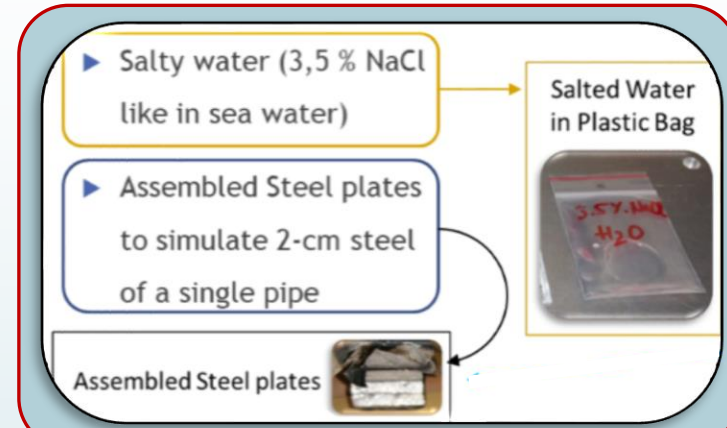 ▶ Salty water (3,5 % NaCl
like in sea water)
Salted Water
in Plastic Bag
3.5%.NaCl
H2O
▶ Assembled Steel plates
to simulate 2-cm steel
of a single pipe
Assembled Steel plates